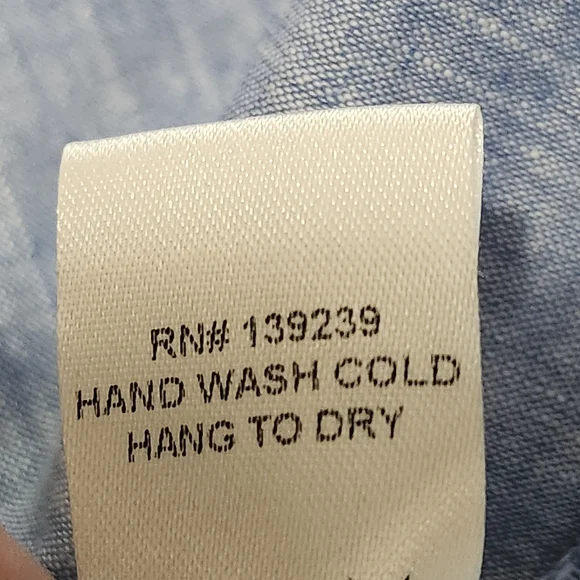 RN# 139239
HAND WASH COLD
HANG TO DRY